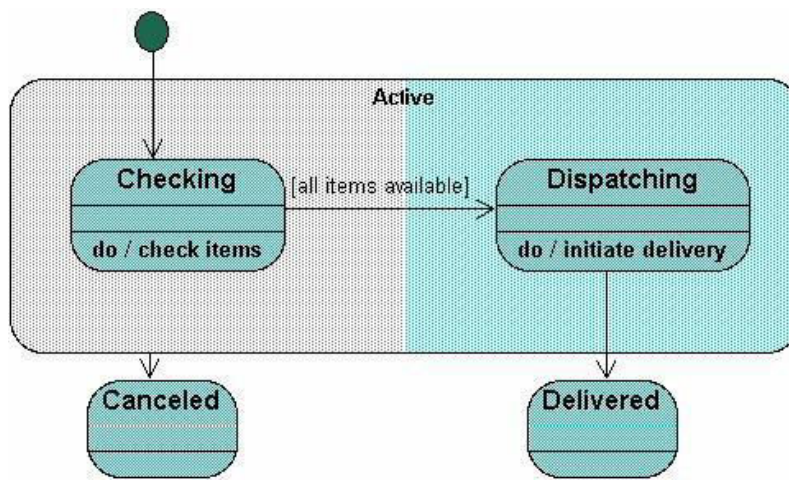 Active
Checking
do / check items
[all items available]
Dispatching
do / initiate delivery
Canceled
Delivered